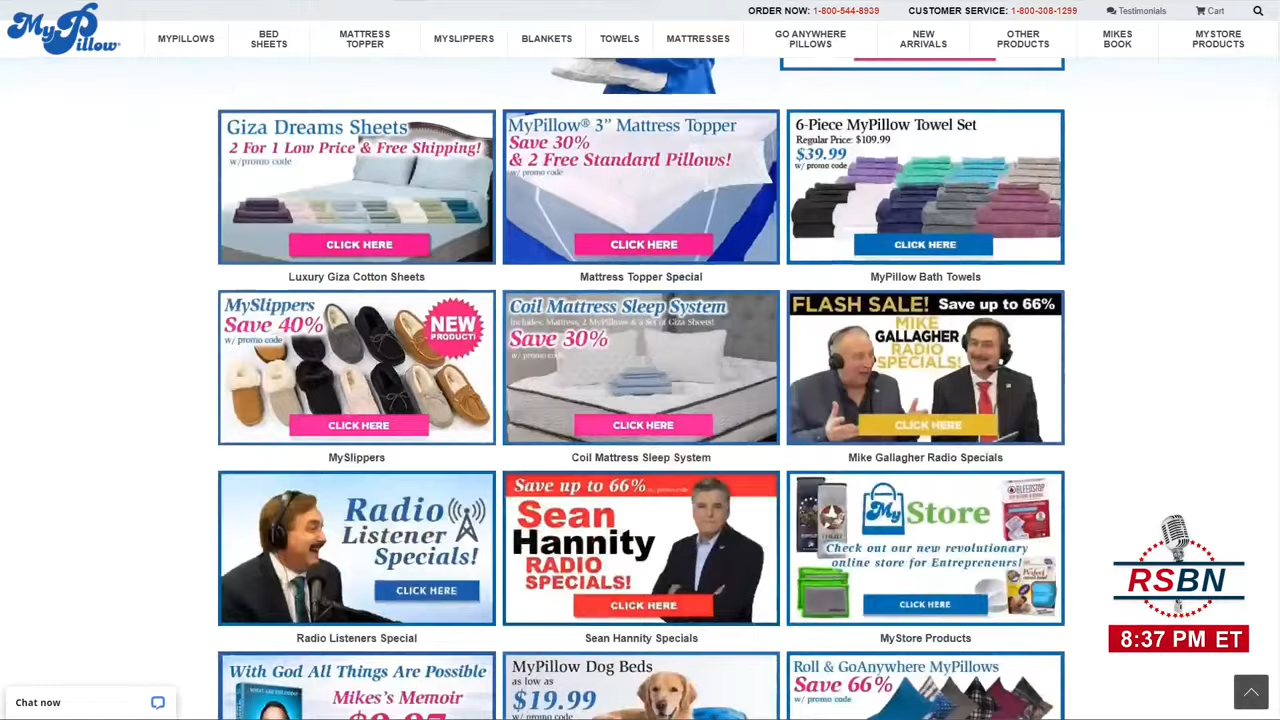 ORDER NOW: 1-800-544-8939 CUSTOMER SERVICE: 1-800-308-1299 Testimonials Cart
My Pillow
MYPILLOWS
BED SHEETS
MATTRESS TOPPER
MYSLIPPERS
BLANKETS
TOWELS
MATTRESSES
GO ANYWHERE PILLOWS
NEW ARRIVALS
OTHER PRODUCTS
MIKES BOOK
MYSTORE PRODUCTS
Giza Dreams Sheets
2 For 1 Low Price & Free Shipping!
w/promo code
CLICK HERE
Luxury Giza Cotton Sheets
MyPillow® 3” Mattress Topper
Save 30%
& 2 Free Standard Pillows!
w/ promo code
CLICK HERE
Mattress Topper Special
6-Piece MyPillow Towel Set
Regular Price: $109.99
$39.99
w/ promo code
CLICK HERE
MyPillow Bath Towels
MySlippers
Save 40%
w/ promo code
NEW
PRODUCT!
CLICK HERE
MySlippers
Coil Mattress Sleep System
Includes: Mattress, 2 MyPillows & a Set of Giza Sheets!
Save 30%
w/ promo code
CLICK HERE
Coil Mattress Sleep System
FLASH SALE! Save up to 66%
MIKE
GALLAGHER
RADIO
SPECIALS!
CLICK HERE
Mike Gallagher Radio Specials
Radio
Listener
Specials!
CLICK HERE
Radio Listeners Special
Save up to 66% w/ promo code
Sean
Hannity
RADIO
SPECIALS!
CLICK HERE
Sean Hannity Specials
My Store
Check out our new revolutionary
online store for Entrepreneurs!
CLICK HERE
MyStore Products
With God All Things Are Possible
Mikes's Memoir
MyPillow Dog Beds
as low as
$19.99
w/ promo code
Roll & GoAnywhere MyPillows
Save 66%
w/ promo code
RSBN
8:37 PM ET
Chat now